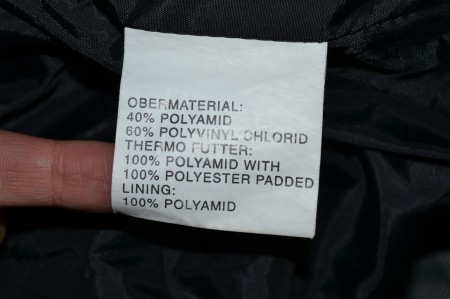 OBERMATERIAL:
40% POLYAMID
60% POLYVINYL CHLORID
THERMO FUTTER:
100% POLYAMID WITH
100% POLYESTER PADDED
LINING:
100% POLYAMID